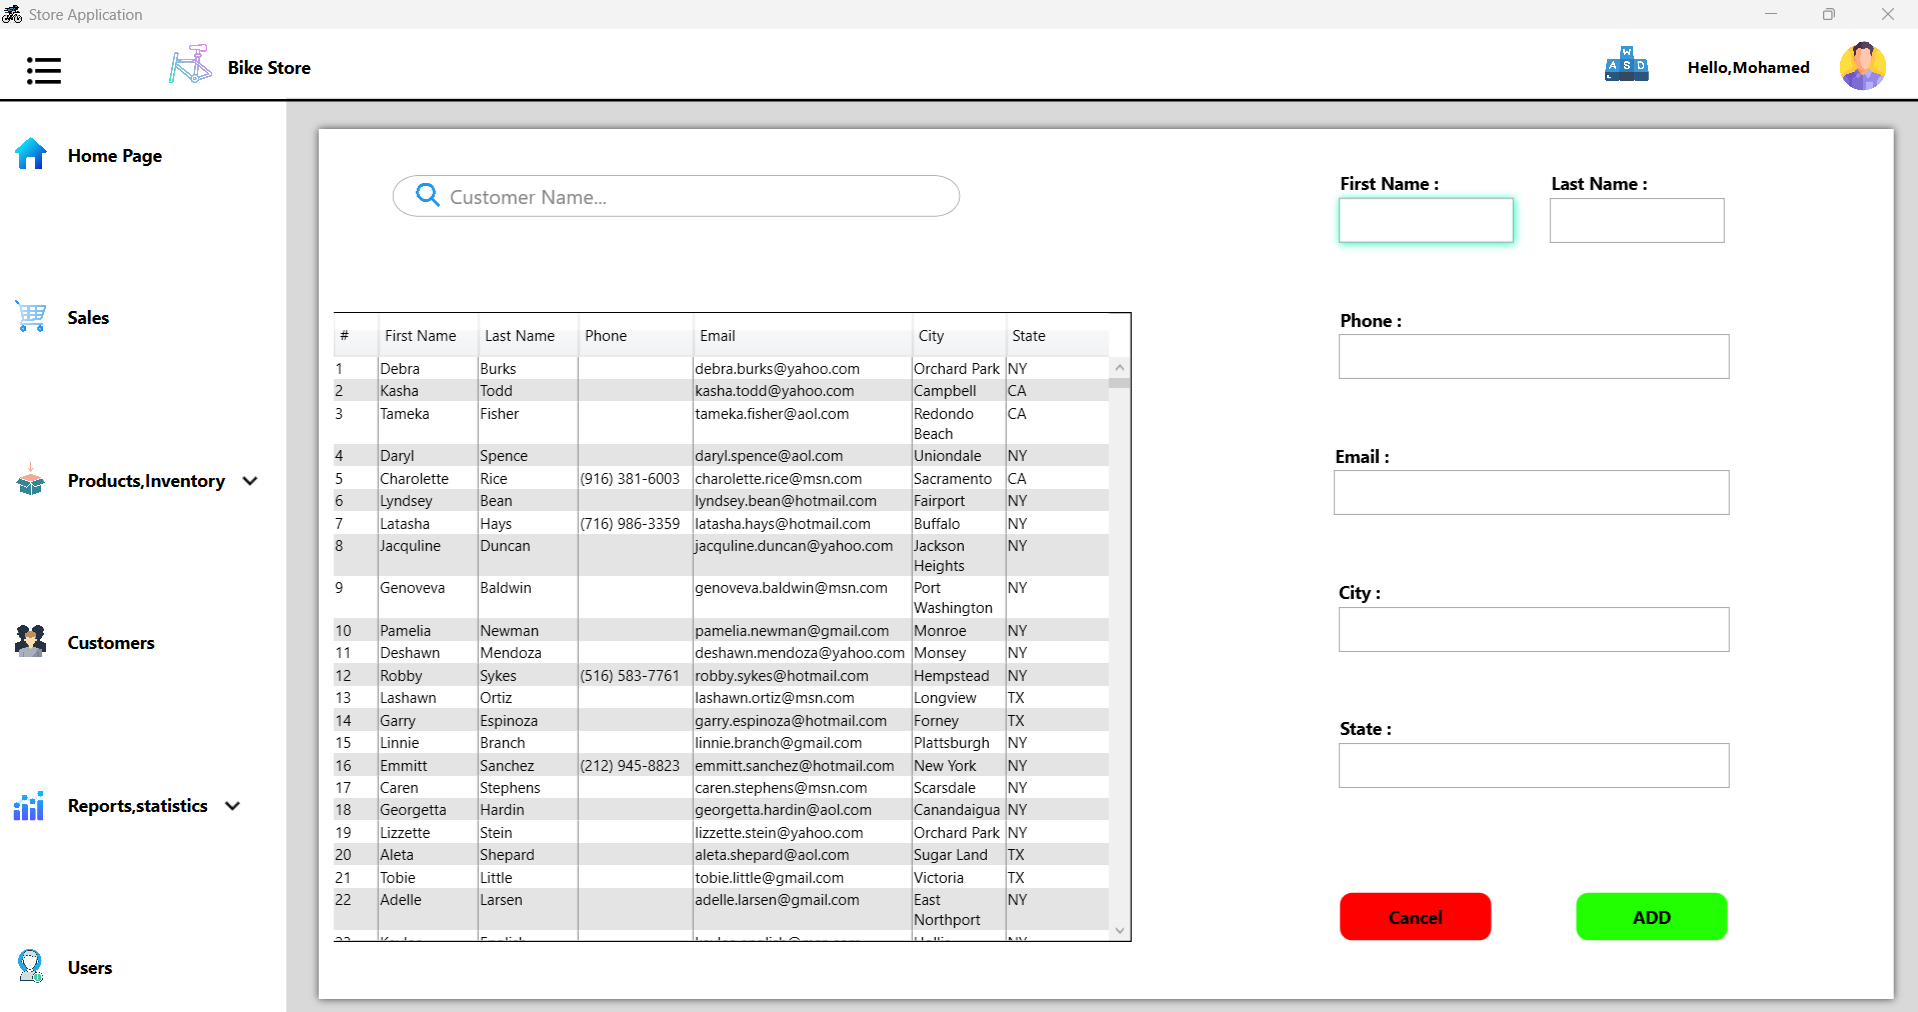 Store Application
Bike Store
W
A S D
Hello,Mohamed
Home Page
Sales
Products,Inventory
Customers
Reports,statistics
Users
Customer Name...
# First Name Last Name Phone Email City State
1 Debra Burks debra.burks@yahoo.com Orchard Park NY
2 Kasha Todd kasha.todd@yahoo.com Campbell CA
3 Tameka Fisher tameka.fisher@aol.com Redondo CA
Beach
4 Daryl Spence daryl.spence@aol.com Uniondale NY
5 Charolette Rice (916) 381-6003 charolette.rice@msn.com Sacramento CA
6 Lyndsey Bean lyndsey.bean@hotmail.com Fairport NY
7 Latasha Hays (716) 986-3359 latasha.hays@hotmail.com Buffalo NY
8 Jacquline Duncan jacquline.duncan@yahoo.com Jackson NY
Heights
9 Genoveva Baldwin genoveva.baldwin@msn.com Port NY
Washington
10 Pamelia Newman pamelia.newman@gmail.com Monroe NY
11 Deshawn Mendoza deshawn.mendoza@yahoo.com Monsey NY
12 Robby Sykes (516) 583-7761 robby.sykes@hotmail.com Hempstead NY
13 Lashawn Ortiz lashawn.ortiz@msn.com Longview TX
14 Garry Espinoza garry.espinoza@hotmail.com Forney TX
15 Linnie Branch linnie.branch@gmail.com Plattsburgh NY
16 Emmitt Sanchez (212) 945-8823 emmitt.sanchez@hotmail.com New York NY
17 Caren Stephens caren.stephens@msn.com Scarsdale NY
18 Georgetta Hardin georgetta.hardin@aol.com Canandaigua NY
19 Lizzette Stein lizzette.stein@yahoo.com Orchard Park NY
20 Aleta Shepard aleta.shepard@aol.com Sugar Land TX
21 Tobie Little tobie.little@gmail.com Victoria TX
22 Adelle Larsen adelle.larsen@gmail.com East NY
Northport
First Name : Last Name :
Phone :
Email :
City :
State :
Cancel ADD